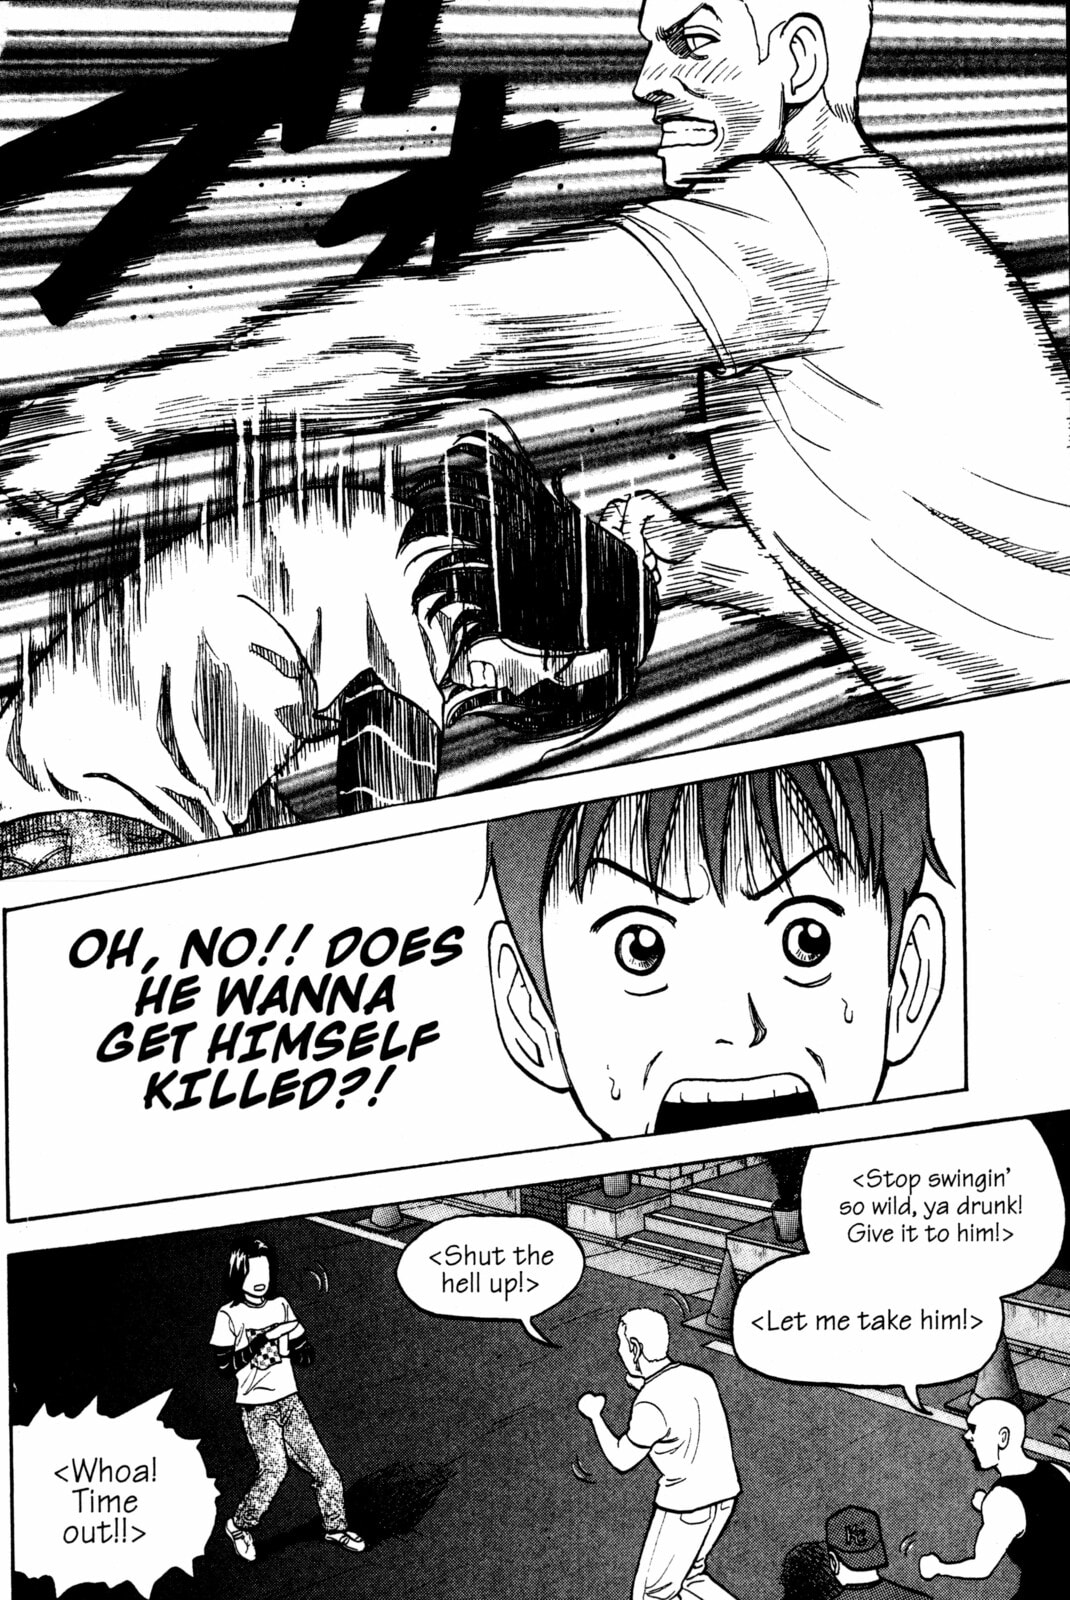 OH, NO!! DOES
HE WANNA
GET HIMSELF
KILLED?!
<Stop swingin'
so wild, ya drunk!
Give it to him!>
<Shut the
hell up!>
<Let me take him!>
<Whoa!
Time
out!!>